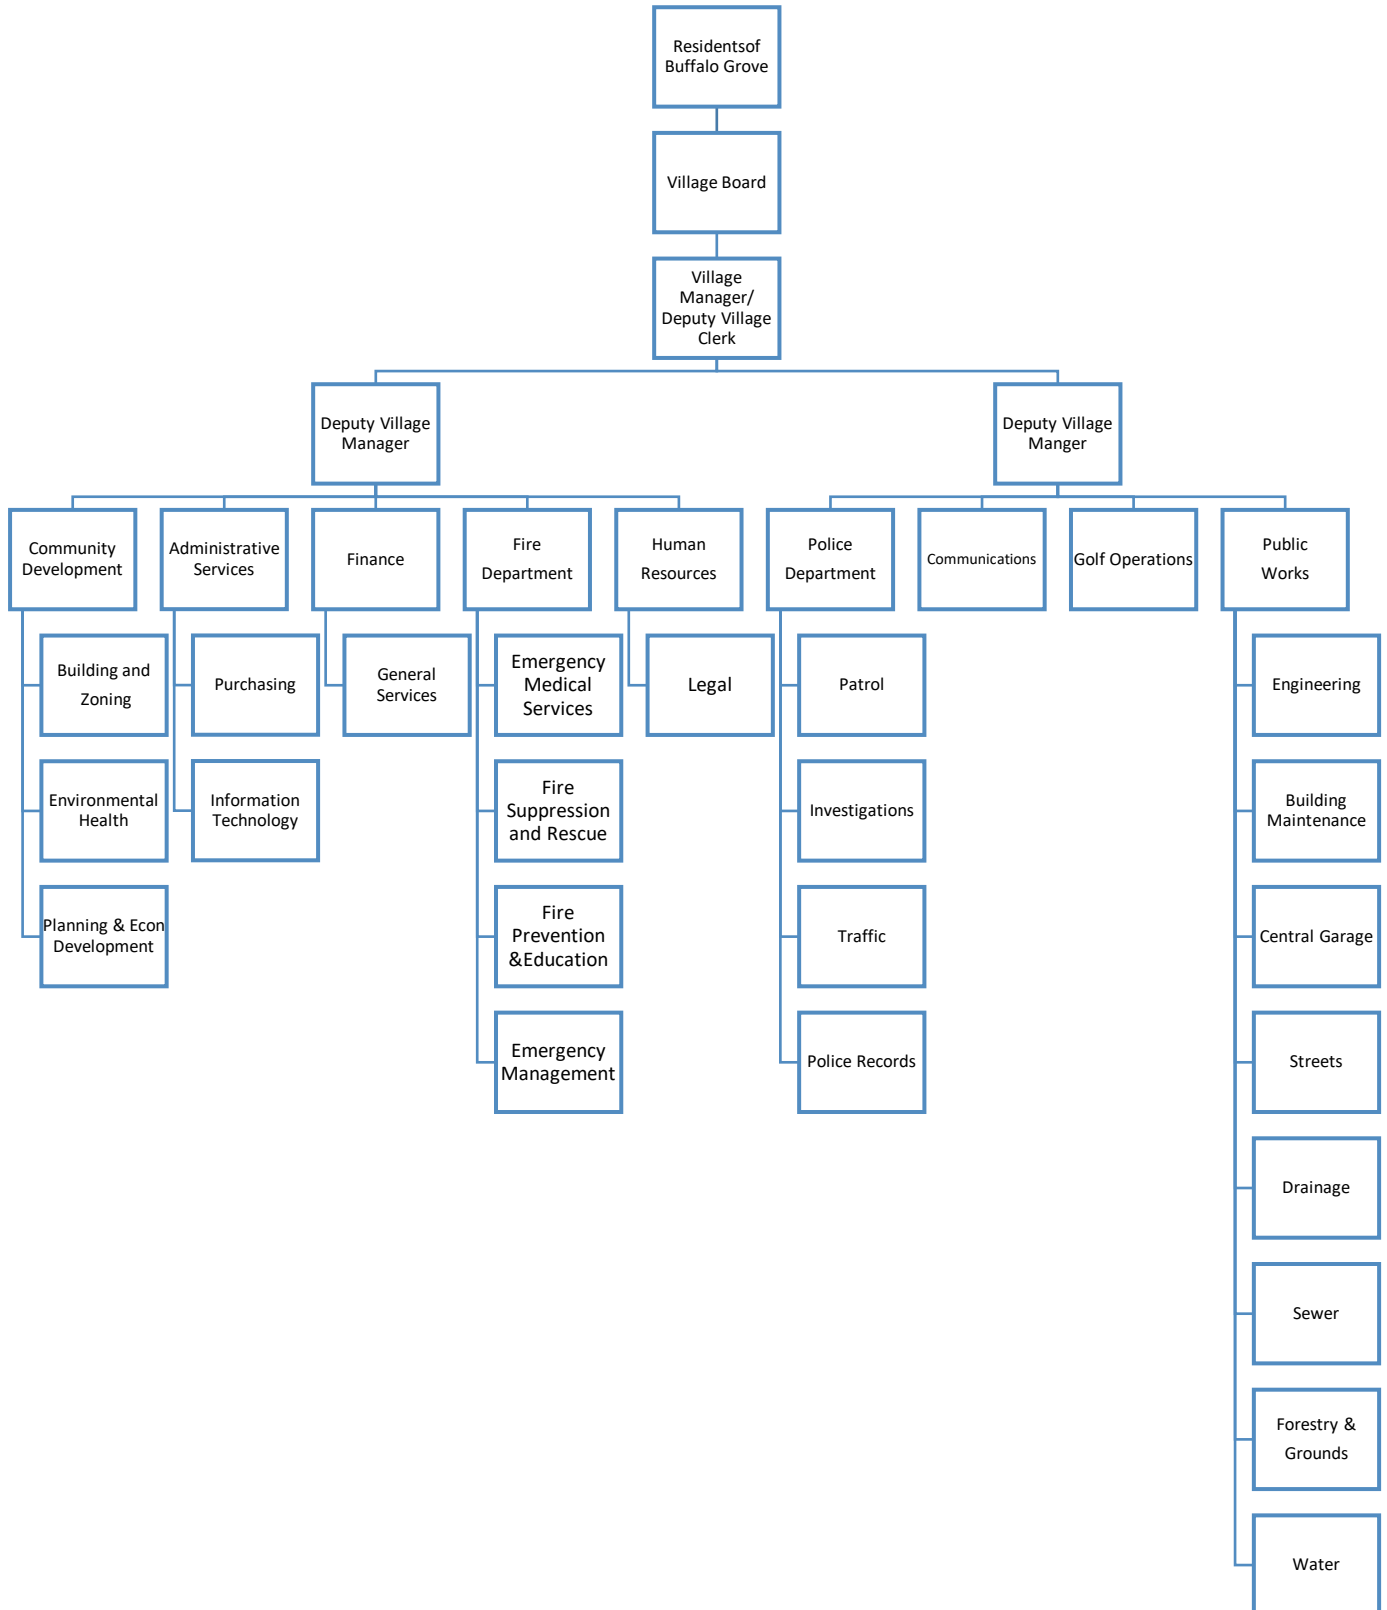 Residentsof
Buffalo Grove
Village Board
Village
Manager/
Deputy Village
Clerk
Deputy Village
Manager
Deputy Village
Manger
Community
Development
Administrative
Services
Finance
Fire
Department
Human
Resources
Police
Department
Communications
Golf Operations
Public
Works
Building and
Zoning
Purchasing
General
Services
Emergency
Medical
Services
Legal
Patrol
Engineering
Environmental
Health
Information
Technology
Fire
Suppression
and Rescue
Investigations
Building
Maintenance
Planning & Econ
Development
Fire
Prevention
&Education
Traffic
Central Garage
Emergency
Management
Police Records
Streets
Drainage
Sewer
Forestry &
Grounds
Water